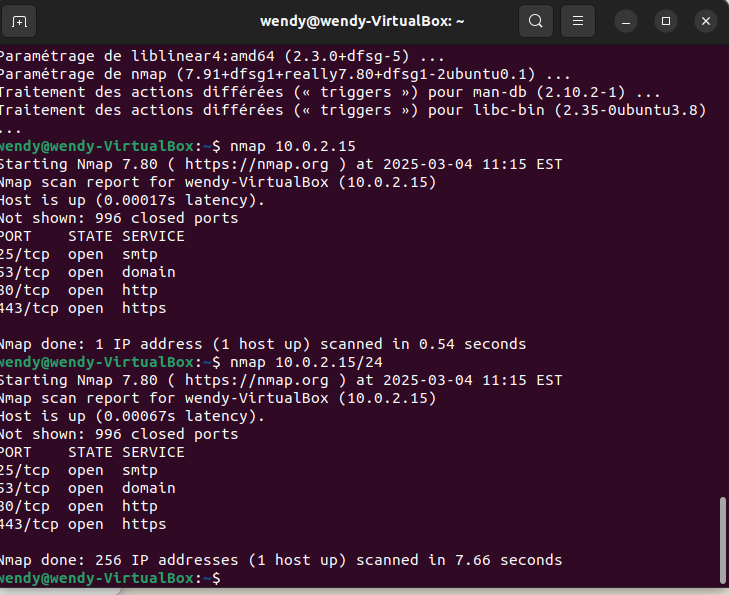 wendy@wendy-VirtualBox: ~
Paramétrage de liblinear4:amd64 (2.3.0+dfsg-5) ...
Paramétrage de nmap (7.91+dfsg1+really7.80+dfsg1-2ubuntu0.1) ...
Traitement des actions différées (« triggers ») pour man-db (2.10.2-1) ...
Traitement des actions différées (« triggers ») pour libc-bin (2.35-0ubuntu3.8)
...
wendy@wendy-VirtualBox:~$ nmap 10.0.2.15
Starting Nmap 7.80 ( https://nmap.org ) at 2025-03-04 11:15 EST
Nmap scan report for wendy-VirtualBox (10.0.2.15)
Host is up (0.00017s latency).
Not shown: 996 closed ports
PORT    STATE SERVICE
25/tcp  open  smtp
53/tcp  open  domain
80/tcp  open  http
443/tcp open  https
Nmap done: 1 IP address (1 host up) scanned in 0.54 seconds
wendy@wendy-VirtualBox:~$ nmap 10.0.2.15/24
Starting Nmap 7.80 ( https://nmap.org ) at 2025-03-04 11:15 EST
Nmap scan report for wendy-VirtualBox (10.0.2.15)
Host is up (0.00067s latency).
Not shown: 996 closed ports
PORT    STATE SERVICE
25/tcp  open  smtp
53/tcp  open  domain
80/tcp  open  http
443/tcp open  https
Nmap done: 256 IP addresses (1 host up) scanned in 7.66 seconds
wendy@wendy-VirtualBox:~$